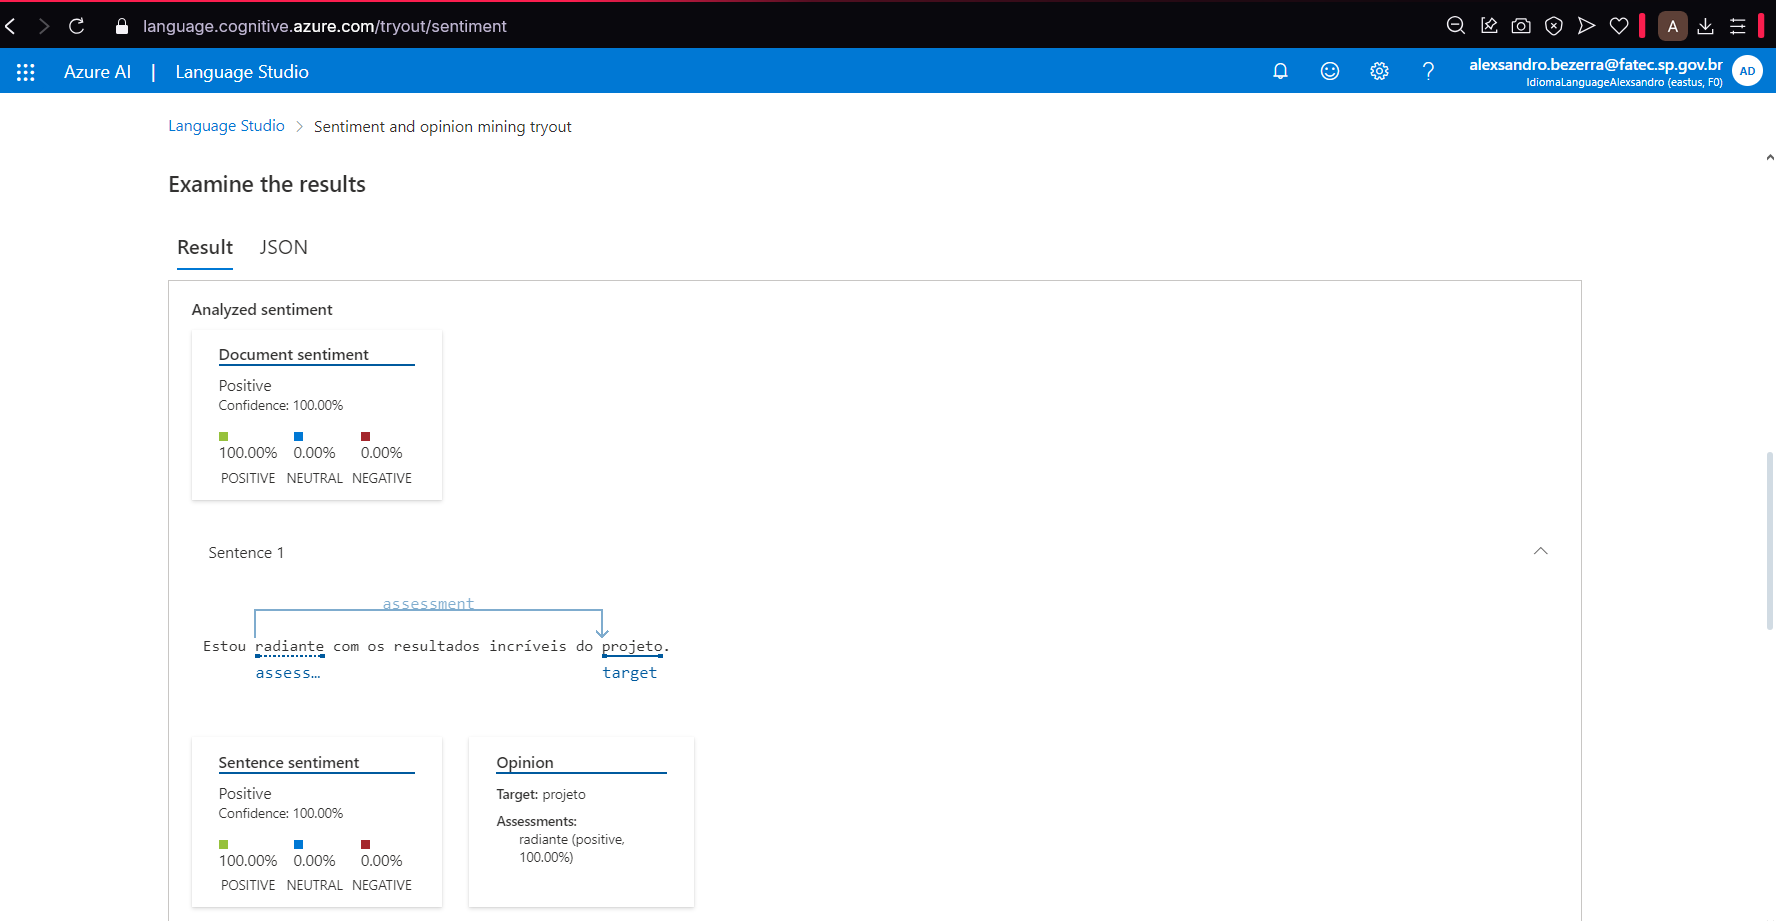 language.cognitive.azure.com/tryout/sentiment
A
Azure AI | Language Studio
alexsandro.bezerra@fatec.sp.gov.br
IdiomaLanguageAlexsandro (eastus, F0)
AD
Language Studio > Sentiment and opinion mining tryout
Examine the results
Result JSON
Analyzed sentiment
Document sentiment
Positive
Confidence: 100.00%
100.00% 0.00% 0.00%
POSITIVE NEUTRAL NEGATIVE
Sentence 1
assessment
Estou radiante com os resultados incríveis do projeto.
assess… target
Sentence sentiment
Positive
Confidence: 100.00%
100.00% 0.00% 0.00%
POSITIVE NEUTRAL NEGATIVE
Opinion
Target: projeto
Assessments:
radiante (positive,
100.00%)